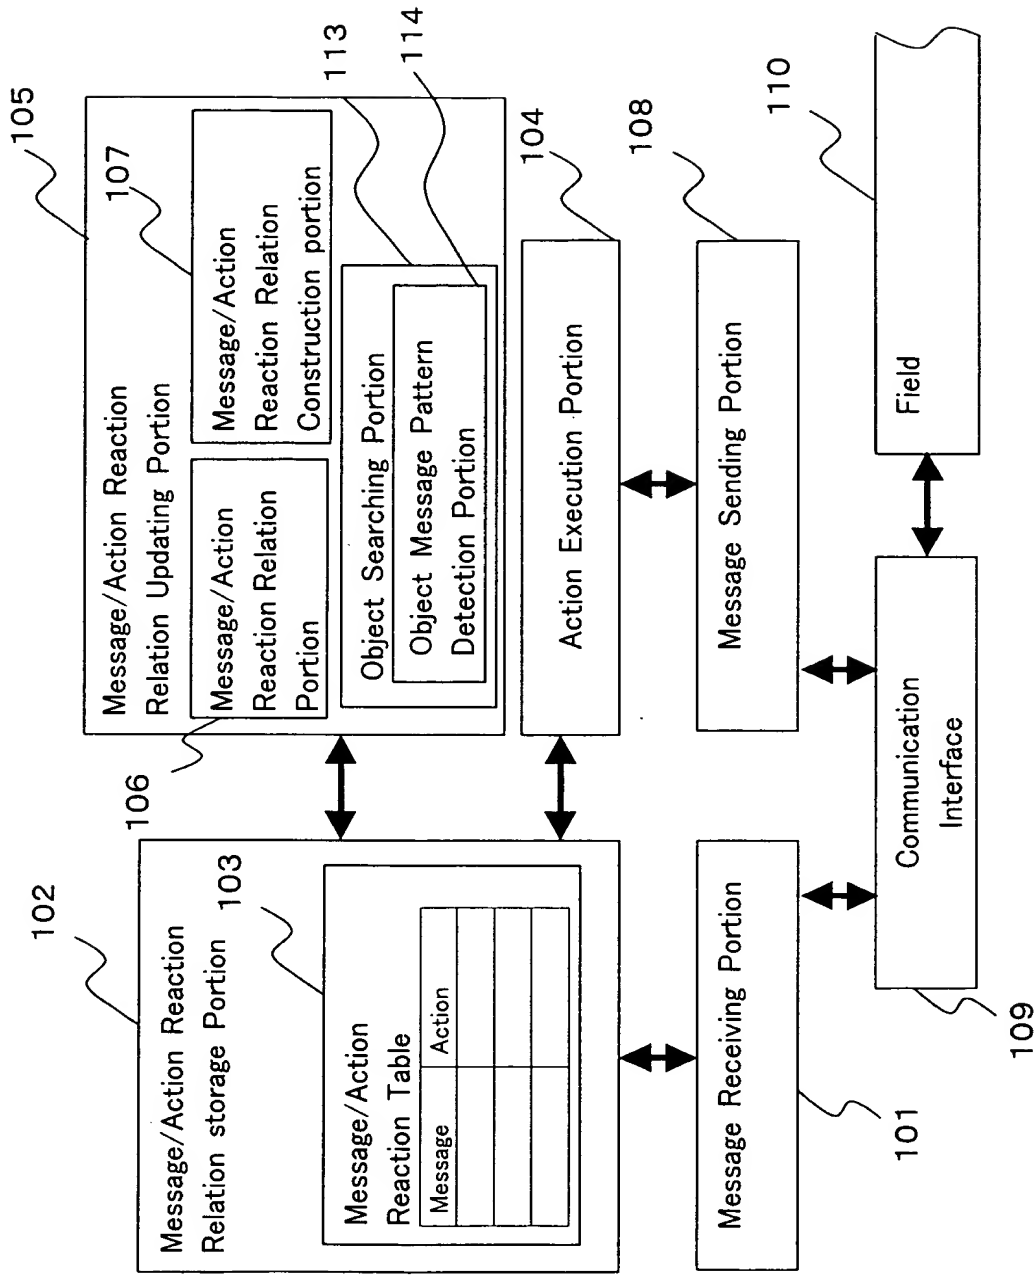 102
Message/Action Reaction
Relation storage Portion
103
Message/Action
Reaction Table
Message
Action
105
Message/Action Reaction
Relation Updating Portion
106
Message/Action
Reaction Relation
Portion
107
Message/Action
Reaction Relation
Construction portion
113
Object Searching Portion
114
Object Message Pattern
Detection Portion
104
Action Execution Portion
101
Message Receiving Portion
108
Message Sending Portion
109
Communication
Interface
110
Field